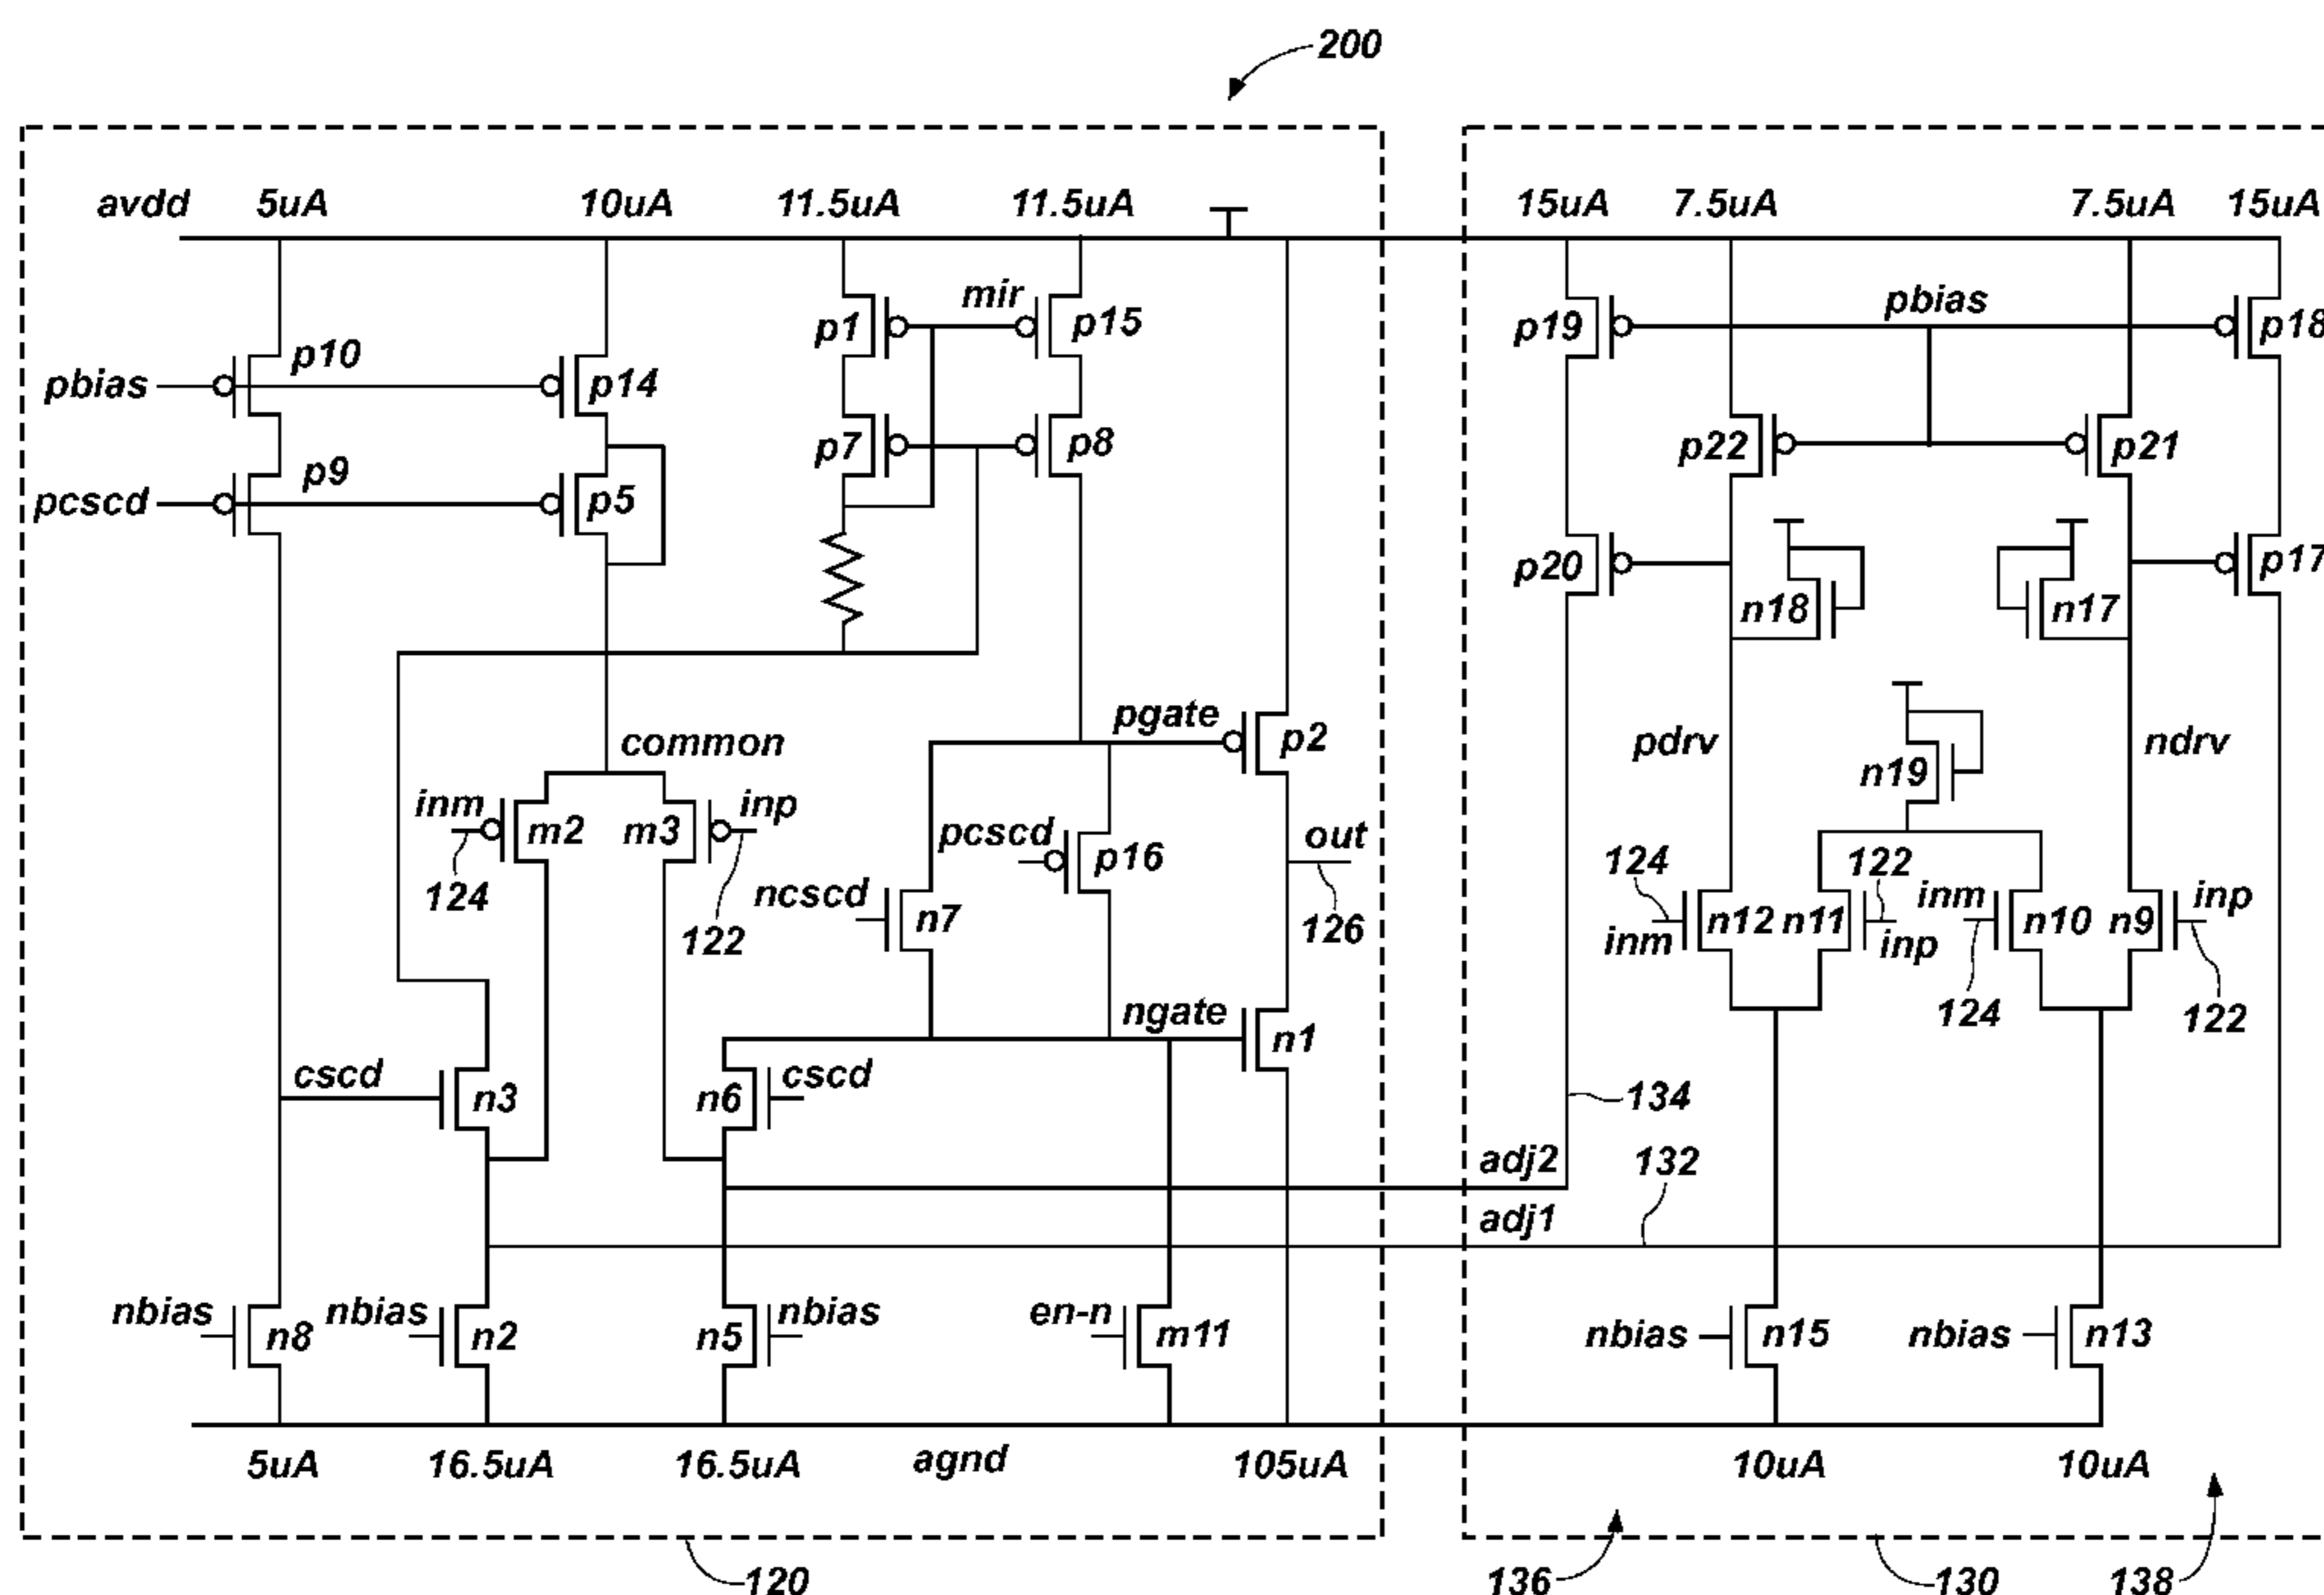 200
avdd 5uA 10uA 11.5uA 11.5uA 15uA 7.5uA 7.5uA 15uA
mir pbias
p1 p15 p19 p18
p10
pbias p14
p7 p8 p22 p21
p9
pcscd p5
p20 p17
n18 n17
pgate
common p2 pdrv ndrv
n19
inm m2 m3 inp
pcscd p16 out
124 124 122
ncscd n7 inm inp
122 126 inm n12 n11 inp n10 n9
ngate 124 122
n1
cscd n3 n6 cscd 134
adj2 132
adj1
nbias n8 nbias n2 n5 nbias en-n m11 nbias n15 nbias n13
5uA 16.5uA 16.5uA agnd 105uA 10uA 10uA
120 136 130 138